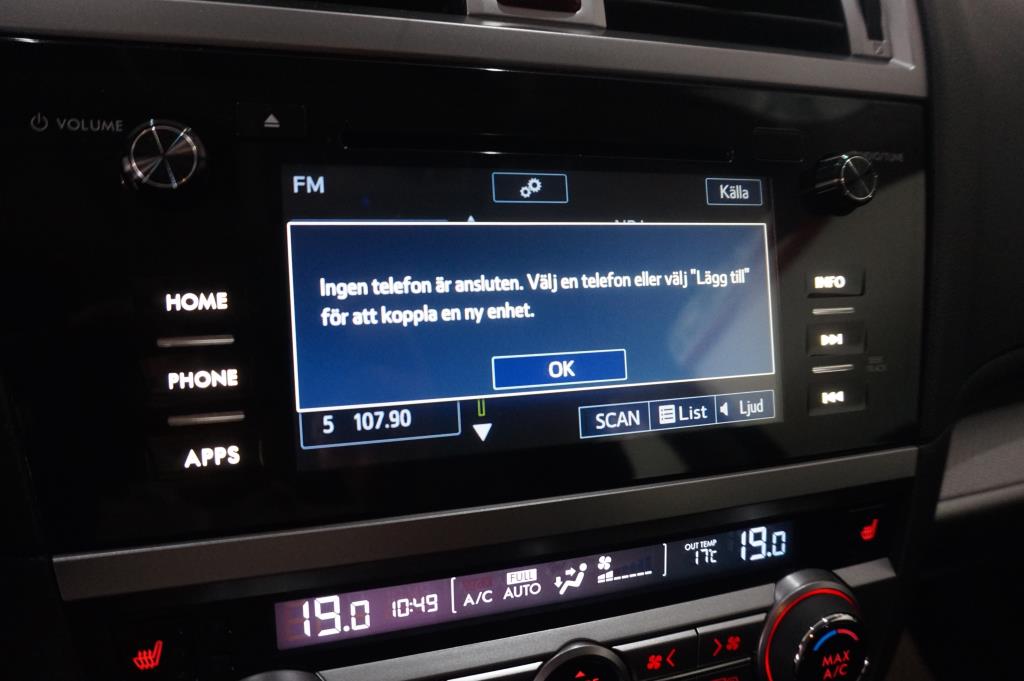 VOLUME
FM
Källa
Ingen telefon är ansluten. Välj en telefon eller välj "Lägg till"
för att koppla en ny enhet.
OK
5 107.90
SCAN
List
Ljud
HOME
PHONE
APPS
INFO
19.0
10:49
A/C
FULL
AUTO
OUT TEMP
17°C
19.0
MAX
A/C